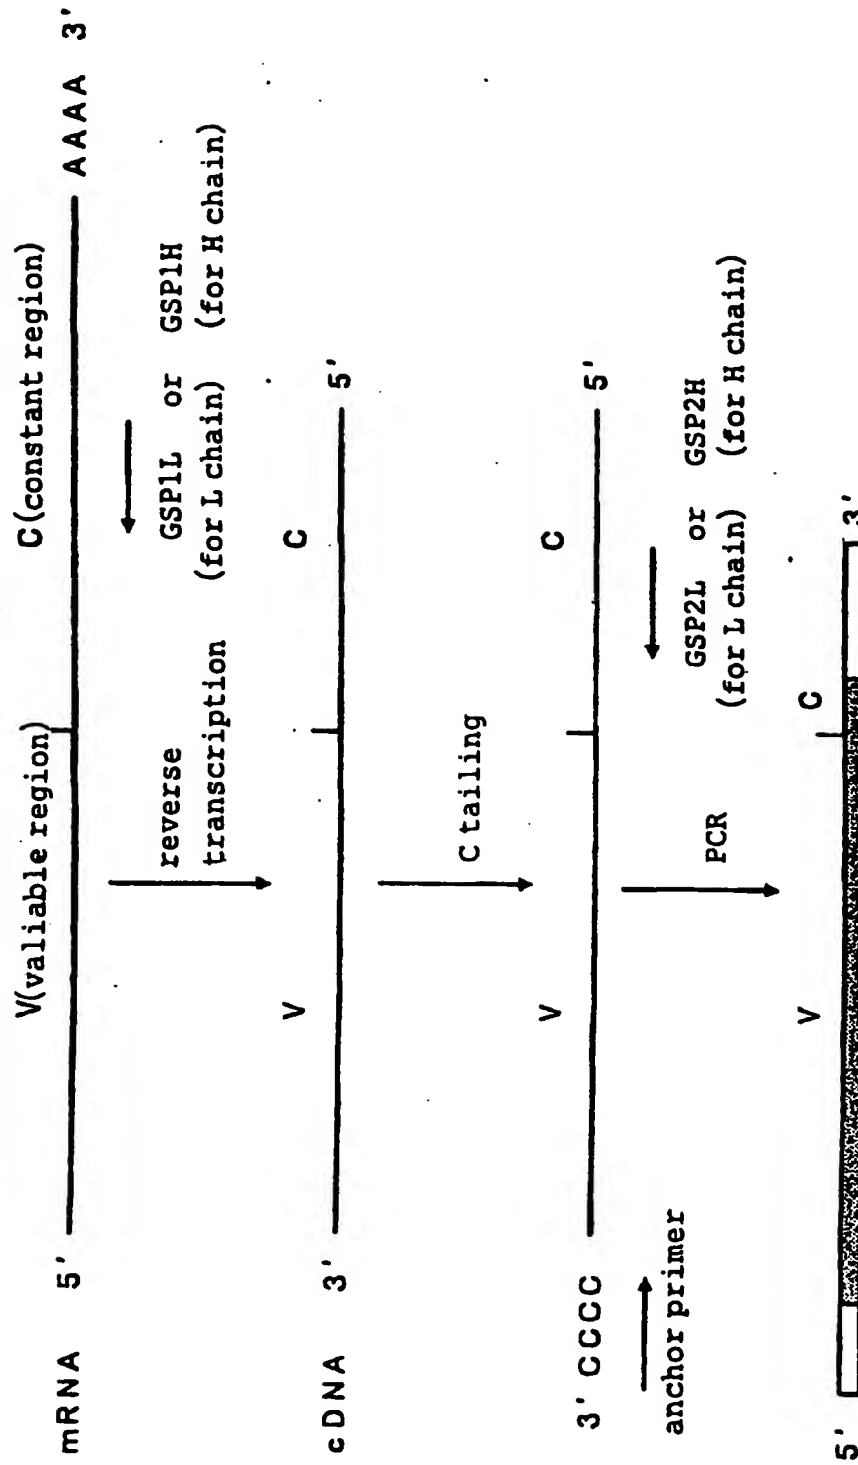 V(valiable region) C(constant region)
mRNA 5' AAAA 3'
reverse transcription
GSP1L or GSP1H
(for L chain) (for H chain)
V C
cDNA 3' 5'
C tailing
V C
3' CCCC 5'
anchor primer
PCR
GSP2L or GSP2H
(for L chain) (for H chain)
V C
5' 3'